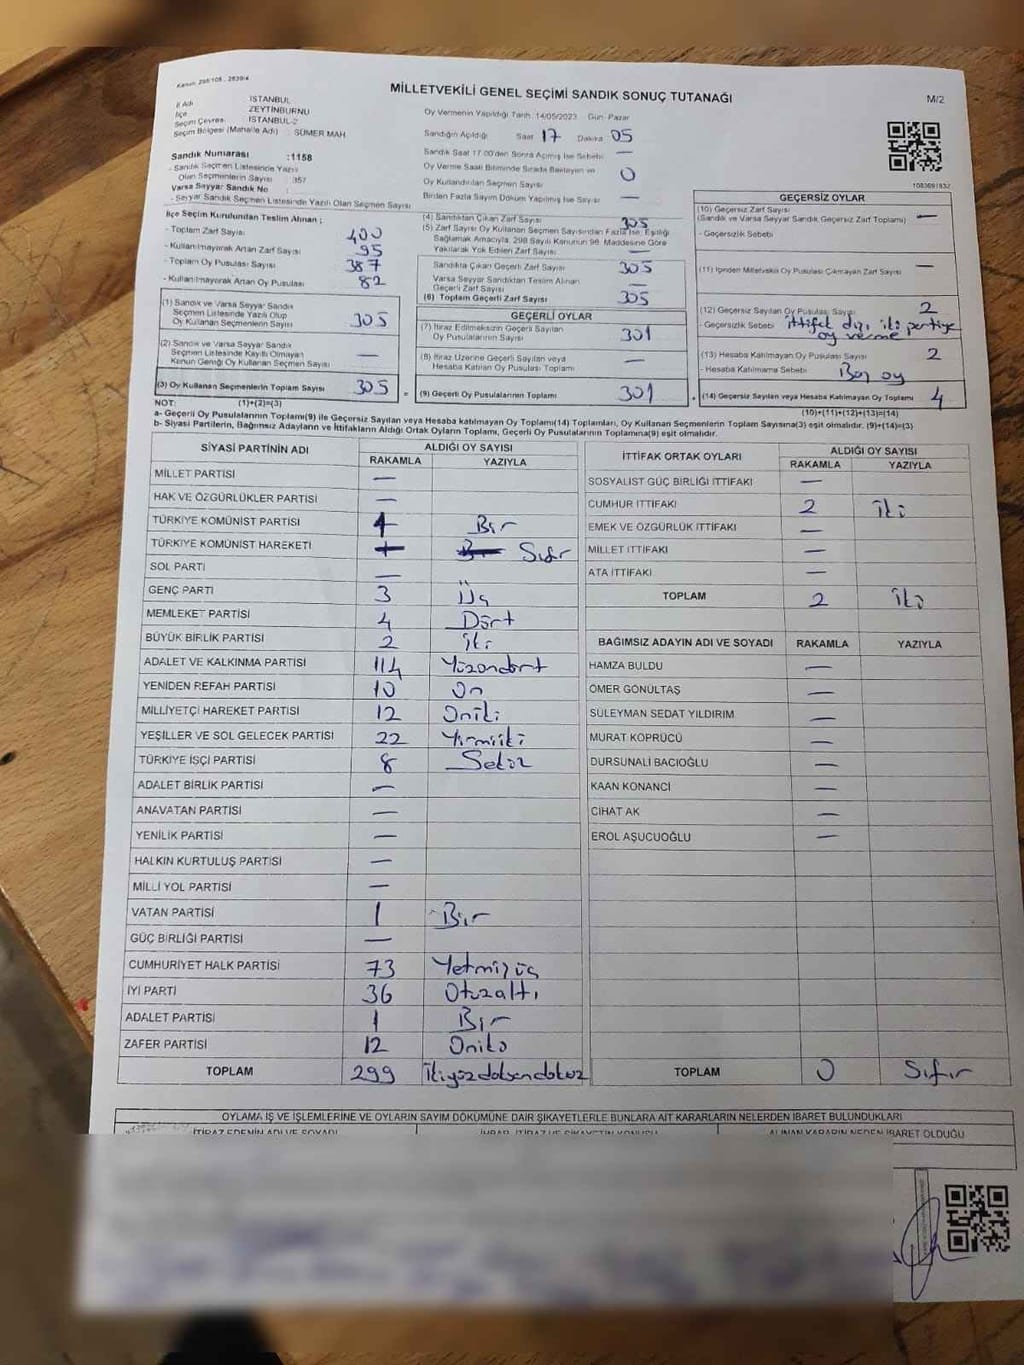 Kanun: 298/105 , 2839/4
MİLLETVEKİLİ GENEL SEÇİMİ SANDIK SONUÇ TUTANAĞI
M/2
İl Adı : İSTANBUL
İlçe : ZEYTİNBURNU
Seçim Çevresi : İSTANBUL-2
Seçim Bölgesi (Mahalle Adı) : SÜMER MAH.
Oy Vermenin Yapıldığı Tarih :14/05/2023 Gün :Pazar
Sandığın Açıldığı Saat 17 Dakika 05
Sandık Saat 17:00'den Sonra Açılmış İse Sebebi —
Oy Verme Saati Bitiminde Sırada Bekleyen ve
Oy Kullandırılan Seçmen Sayısı 0
Birden Fazla Sayım Döküm Yapılmış İse Sayısı —
1083691832
Sandık Numarası :1158
- Sandık Seçmen Listesinde Yazılı
Olan Seçmenlerin Sayısı : 357
Varsa Seyyar Sandık No :
- Seyyar Sandık Seçmen Listesinde Yazılı Olan Seçmen Sayısı
İlçe Seçim Kurulundan Teslim Alınan ;
- Toplam Zarf Sayısı 400
- Kullanılmayarak Artan Zarf Sayısı 95
- Toplam Oy Pusulası Sayısı 387
- Kullanılmayarak Artan Oy Pusulası 82
(1) Sandık ve Varsa Seyyar Sandık
Seçmen Listesinde Yazılı Olup
Oy Kullanan Seçmenlerin Sayısı 305
(2) Sandık ve Varsa Seyyar Sandık
Seçmen Listesinde Kayıtlı Olmayan
Kanun Gereği Oy Kullanan Seçmen Sayısı —
(3) Oy Kullanan Seçmenlerin Toplam Sayısı 305
(4) Sandıktan Çıkan Zarf Sayısı 305
(5) Zarf Sayısı Oy Kullanan Seçmen Sayısından Fazla İse, Eşitliği
Sağlamak Amacıyla, 298 Sayılı Kanunun 98. Maddesine Göre
Yakılarak Yok Edilen Zarf Sayısı —
Sandıkta Çıkan Geçerli Zarf Sayısı 305
Varsa Seyyar Sandıktan Teslim Alınan
Geçerli Zarf Sayısı —
(6) Toplam Geçerli Zarf Sayısı 305
GEÇERLİ OYLAR
(7) İtiraz Edilmeksizin Geçerli Sayılan
Oy Pusulalarının Sayısı 301
(8) İtiraz Üzerine Geçerli Sayılan veya
Hesaba Katılan Oy Pusulası Toplamı —
= (9) Geçerli Oy Pusulalarının Toplamı 301
GEÇERSİZ OYLAR
(10) Geçersiz Zarf Sayısı
(Sandık ve Varsa Seyyar Sandık Geçersiz Zarf Toplamı) —
- Geçersizlik Sebebi
(11) İçinden Milletvekili Oy Pusulası Çıkmayan Zarf Sayısı —
(12) Geçersiz Sayılan Oy Pusulası Sayısı 2
- Geçersizlik Sebebi ittifak dışı iki partiye
oy verme
(13) Hesaba Katılmayan Oy Pusulası Sayısı 2
- Hesaba Katılmama Sebebi Boş oy
+ (14) Geçersiz Sayılan veya Hesaba Katılmayan Oy Toplamı 4
NOT: (1)+(2)=(3)
(10)+(11)+(12)+(13)=(14)
a- Geçerli Oy Pusulalarının Toplamı(9) ile Geçersiz Sayılan veya Hesaba katılmayan Oy Toplamı(14) Toplamları, Oy Kullanan Seçmenlerin Toplam Sayısına(3) eşit olmalıdır. (9)+(14)=(3)
b- Siyasi Partilerin, Bağımsız Adayların ve İttifakların Aldığı Ortak Oyların Toplamı, Geçerli Oy Pusulalarının Toplamına(9) eşit olmalıdır.
SİYASİ PARTİNİN ADI ALDIĞI OY SAYISI
RAKAMLA YAZIYLA
MİLLET PARTİSİ —
HAK VE ÖZGÜRLÜKLER PARTİSİ —
TÜRKİYE KOMÜNİST PARTİSİ 1 Bir
TÜRKİYE KOMÜNİST HAREKETİ — Sıfır
SOL PARTİ —
GENÇ PARTİ 3 Üç
MEMLEKET PARTİSİ 4 Dört
BÜYÜK BİRLİK PARTİSİ 2 İki
ADALET VE KALKINMA PARTİSİ 114 Yüzondört
YENİDEN REFAH PARTİSİ 10 On
MİLLİYETÇİ HAREKET PARTİSİ 12 Oniki
YEŞİLLER VE SOL GELECEK PARTİSİ 22 Yirmiiki
TÜRKİYE İŞÇİ PARTİSİ 8 Sekiz
ADALET BİRLİK PARTİSİ —
ANAVATAN PARTİSİ —
YENİLİK PARTİSİ —
HALKIN KURTULUŞ PARTİSİ —
MİLLİ YOL PARTİSİ —
VATAN PARTİSİ 1 Bir
GÜÇ BİRLİĞİ PARTİSİ —
CUMHURİYET HALK PARTİSİ 73 Yetmişüç
İYİ PARTİ 36 Otuzaltı
ADALET PARTİSİ 1 Bir
ZAFER PARTİSİ 12 Oniki
TOPLAM 299 İkiyüzdoksandokuz
İTTİFAK ORTAK OYLARI ALDIĞI OY SAYISI
RAKAMLA YAZIYLA
SOSYALİST GÜÇ BİRLİĞİ İTTİFAKI —
CUMHUR İTTİFAKI 2 İki
EMEK VE ÖZGÜRLÜK İTTİFAKI —
MİLLET İTTİFAKI —
ATA İTTİFAKI —
TOPLAM 2 İki
BAĞIMSIZ ADAYIN ADI VE SOYADI RAKAMLA YAZIYLA
HAMZA BULDU —
ÖMER GÖNÜLTAŞ —
SÜLEYMAN SEDAT YILDIRIM —
MURAT KÖPRÜCÜ —
DURSUNALİ BACIOĞLU —
KAAN KONANCİ —
CİHAT AK —
EROL AŞUCUOĞLU —
TOPLAM 0 Sıfır
OYLAMA İŞ VE İŞLEMLERİNE VE OYLARIN SAYIM DÖKÜMÜNE DAİR ŞİKAYETLERLE BUNLARA AİT KARARLARIN NELERDEN İBARET BULUNDUKLARI
İTİRAZ EDENİN ADI VE SOYADI İHBAR, İTİRAZ VE ŞİKAYETİN KONUSU ALINAN KARARIN NEDEN İBARET OLDUĞU